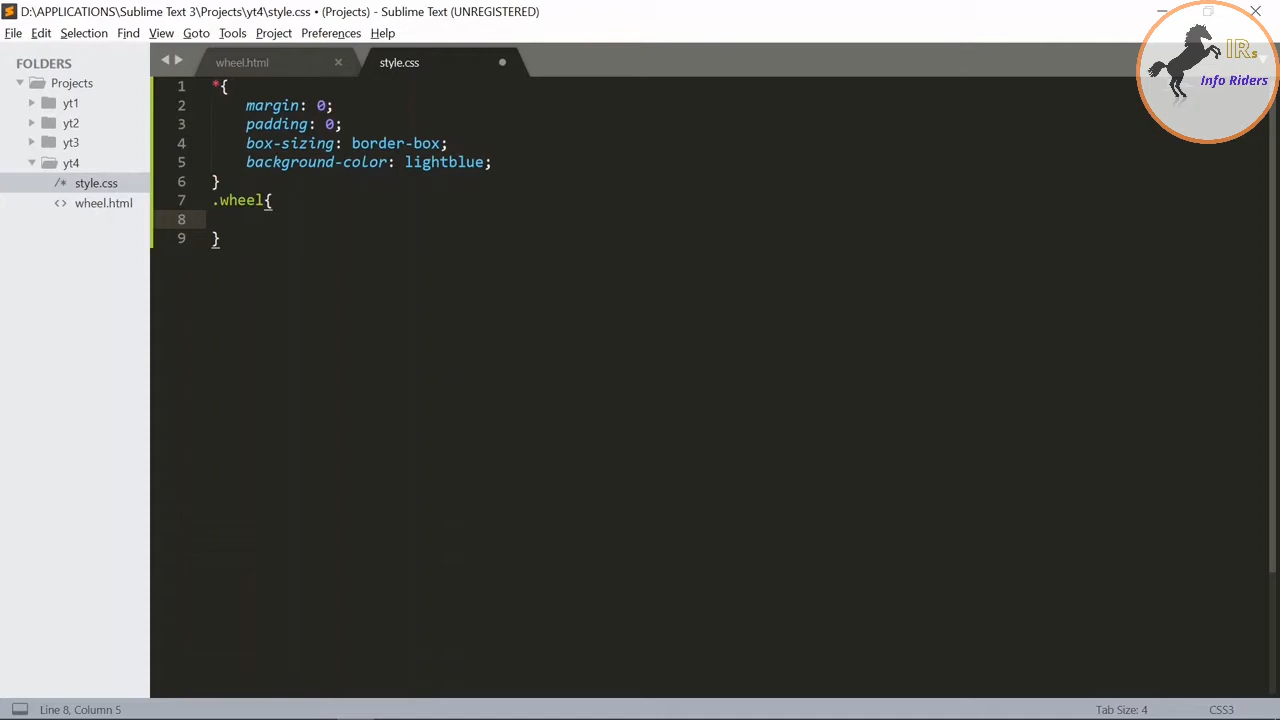 D:\APPLICATIONS\Sublime Text 3\Projects\yt4\style.css • (Projects) - Sublime Text (UNREGISTERED)
File Edit Selection Find View Goto Tools Project Preferences Help
IRs
Info Riders
FOLDERS
Projects
yt1
yt2
yt3
yt4
/* style.css
<> wheel.html
wheel.html
style.css
1 *{
2 margin: 0;
3 padding: 0;
4 box-sizing: border-box;
5 background-color: lightblue;
6 }
7 .wheel{
8
9 }
Line 8, Column 5
Tab Size: 4
CSS3